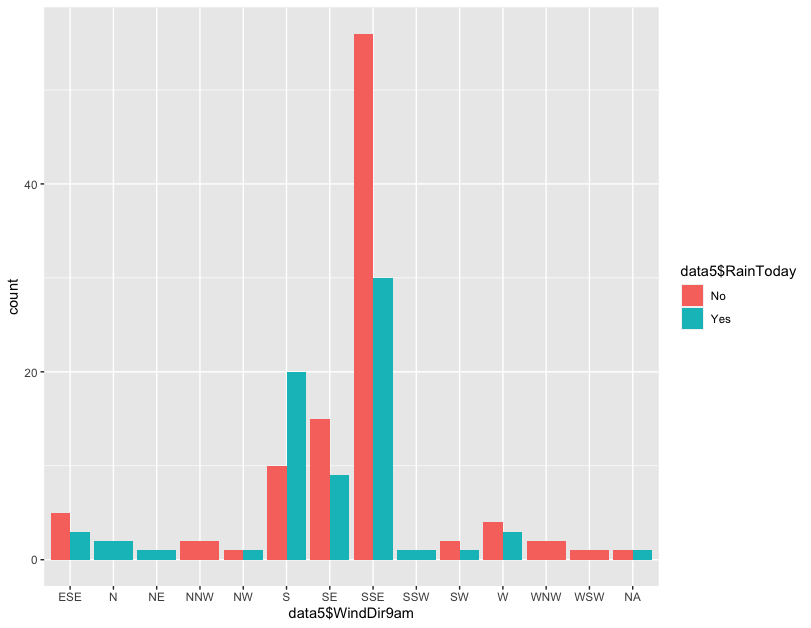 count
40
20
0
ESE N NE NNW NW S SE SSE SSW SW W WNW WSW NA
data5$WindDir9am
data5$RainToday
No
Yes